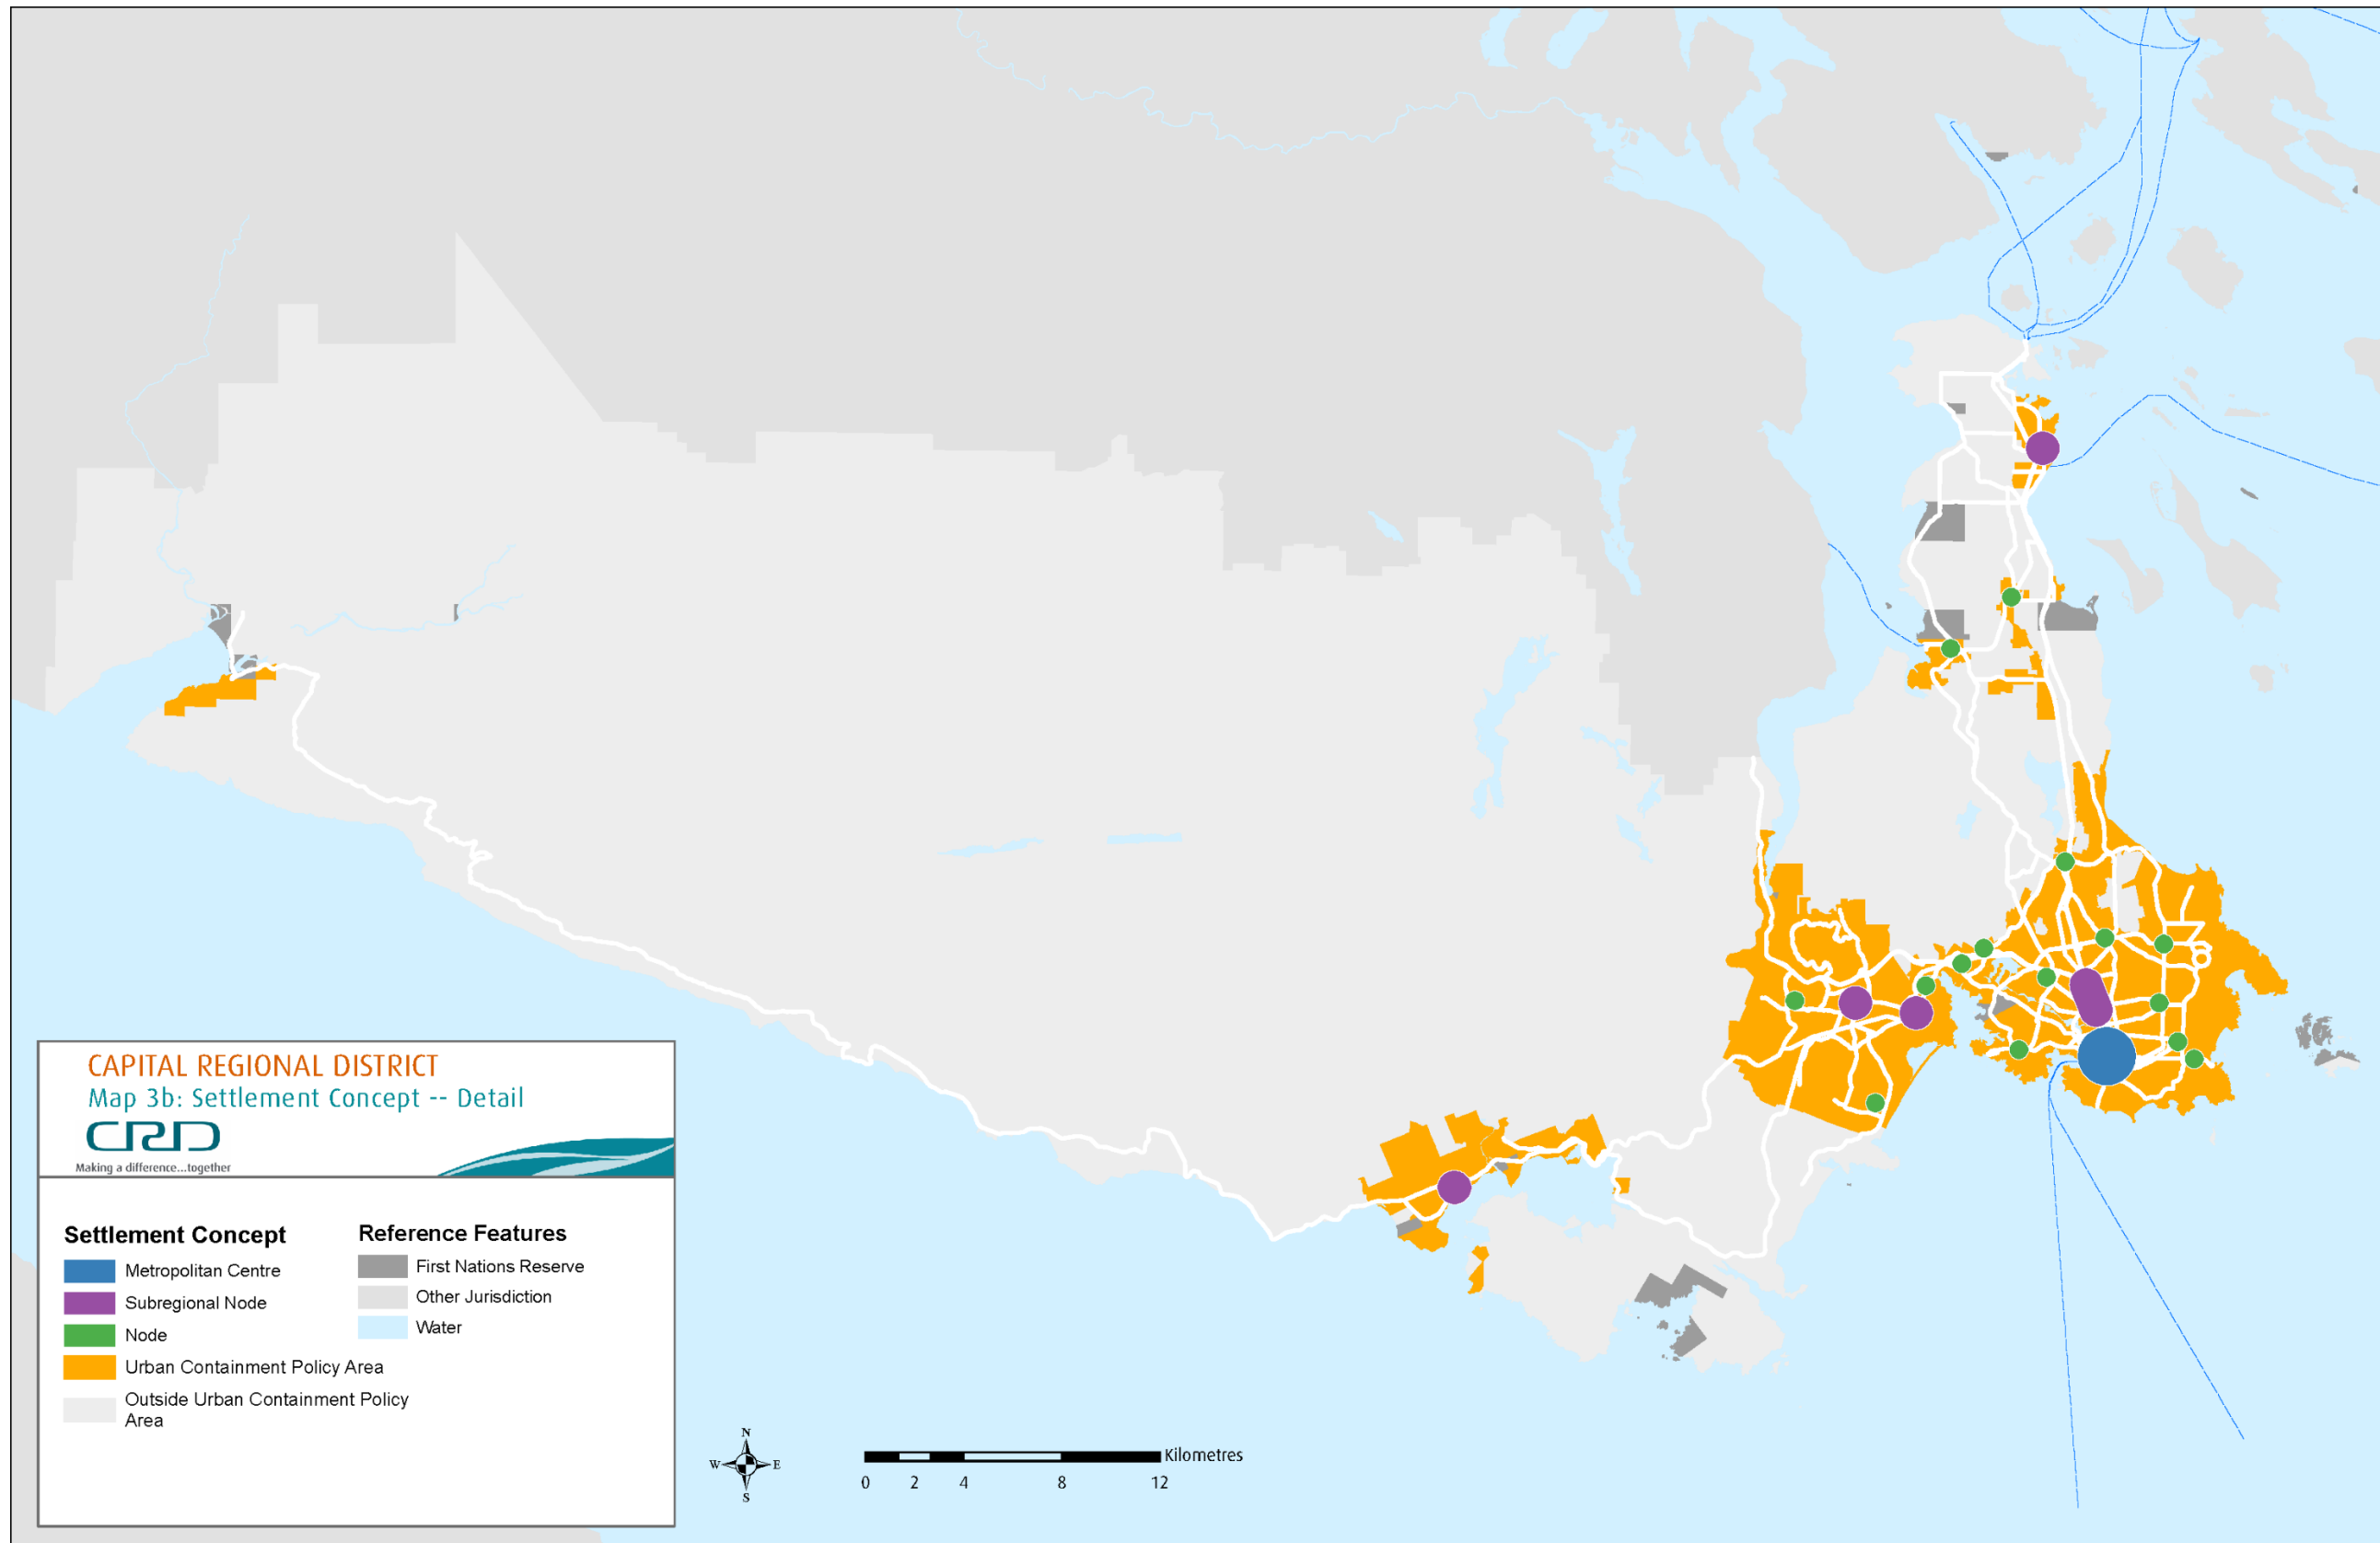 CAPITAL REGIONAL DISTRICT
Map 3b: Settlement Concept -- Detail
CRD
Making a difference...together
Settlement Concept
Metropolitan Centre
Subregional Node
Node
Urban Containment Policy Area
Outside Urban Containment Policy
Area
Reference Features
First Nations Reserve
Other Jurisdiction
Water
N
W E
S
Kilometres
0 2 4 8 12